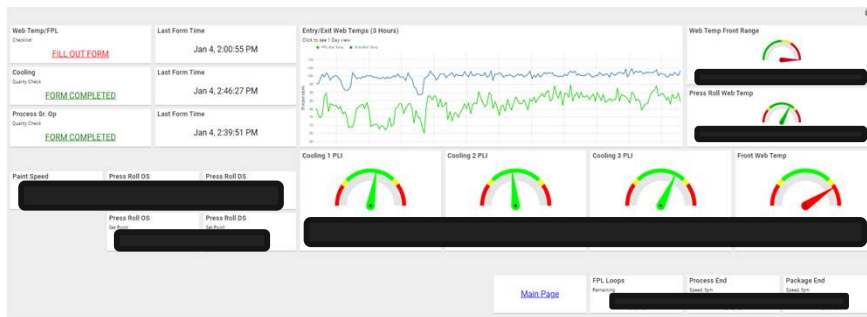 Web Temp/FPL
Checklist
FILL OUT FORM
Last Form Time
Jan 4, 2:00:55 PM
Cooling
Quality Check
FORM COMPLETED
Last Form Time
Jan 4, 2:46:27 PM
Process Sr. Op
Quality Check
FORM COMPLETED
Last Form Time
Jan 4, 2:39:51 PM
Entry/Exit Web Temps (3 Hours)
Click to see 1 Day view
Temperature
Web Temp Front Range
Press Roll Web Temp
Paint Speed
Press Roll OS
Press Roll DS
Press Roll OS
Set Point
Press Roll DS
Set Point
Cooling 1 PLI
Cooling 2 PLI
Cooling 3 PLI
Front Web Temp
Main Page
FPL Loops
Remaining
Process End
Speed, fpm
Package End
Speed, fpm